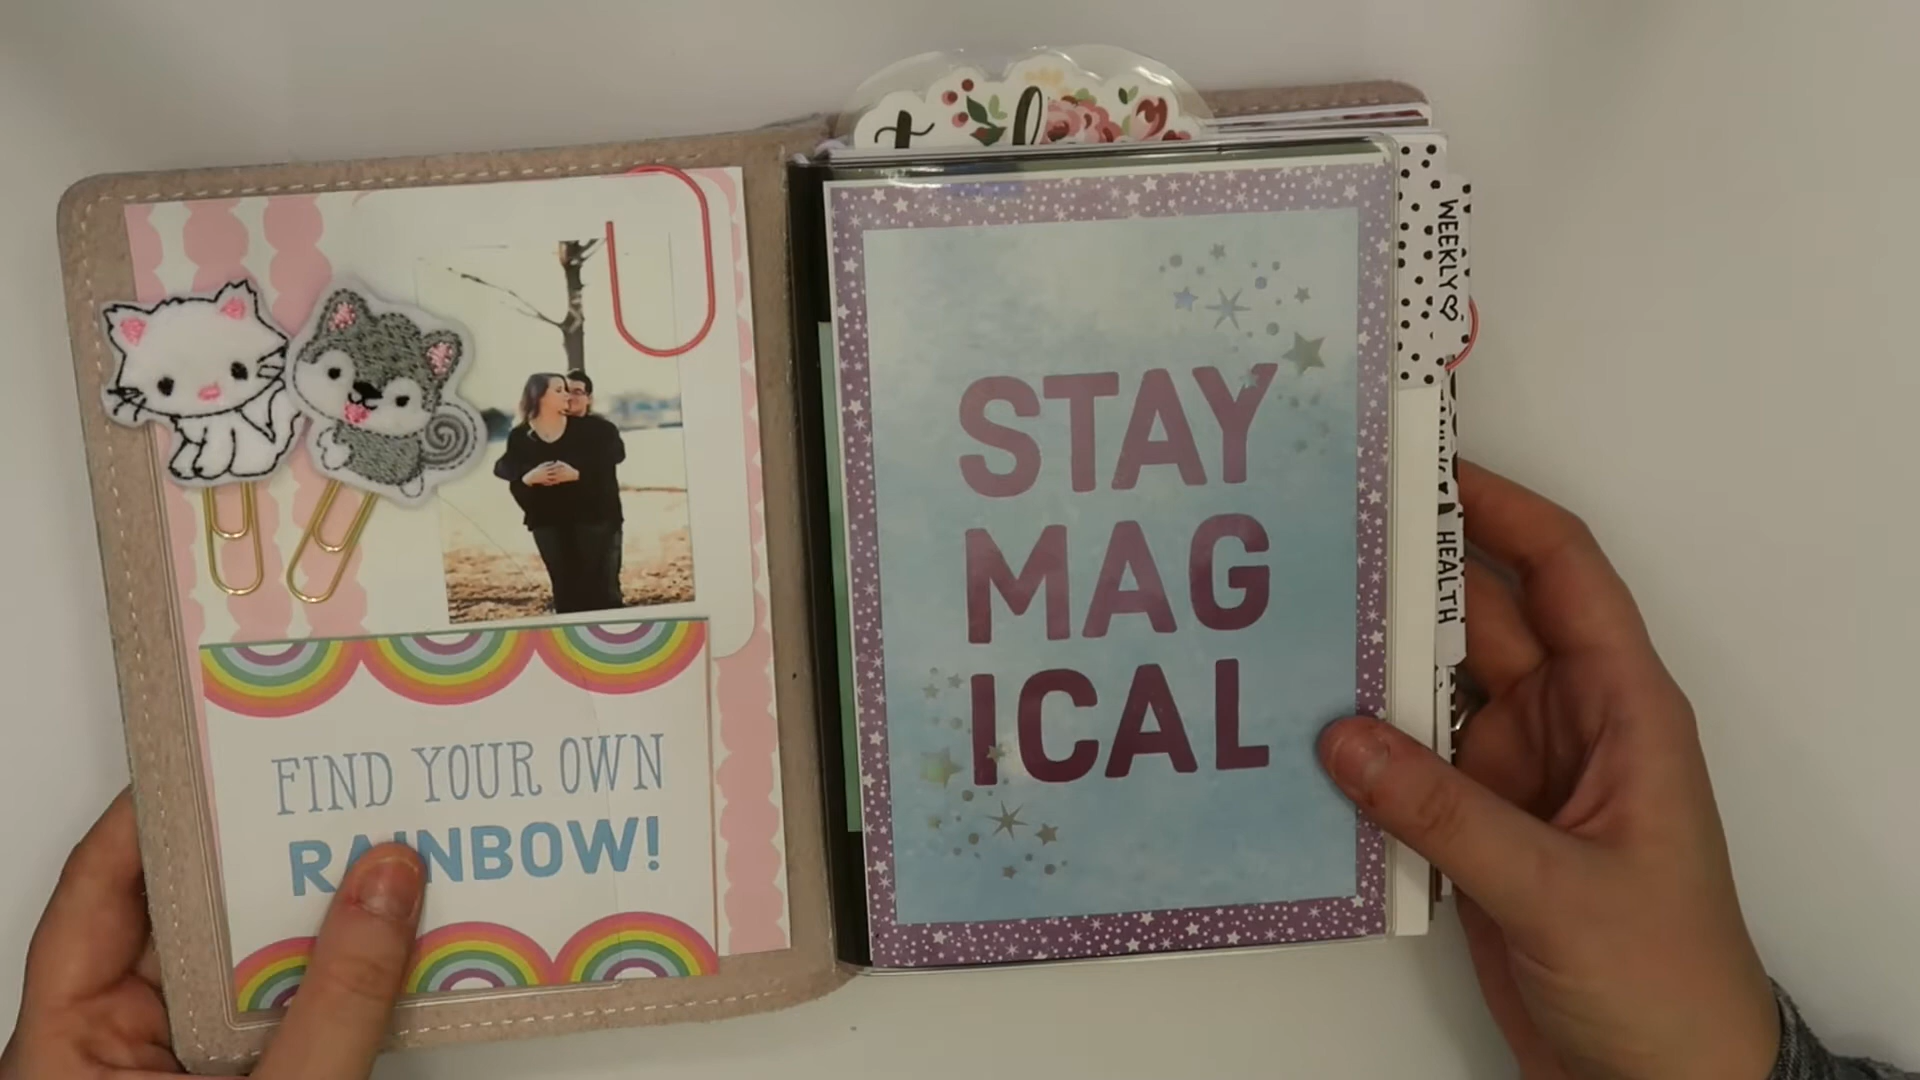 FIND YOUR OWN
RAINBOW!
STAY
MAG
ICAL
WEEKLY
HEALTH